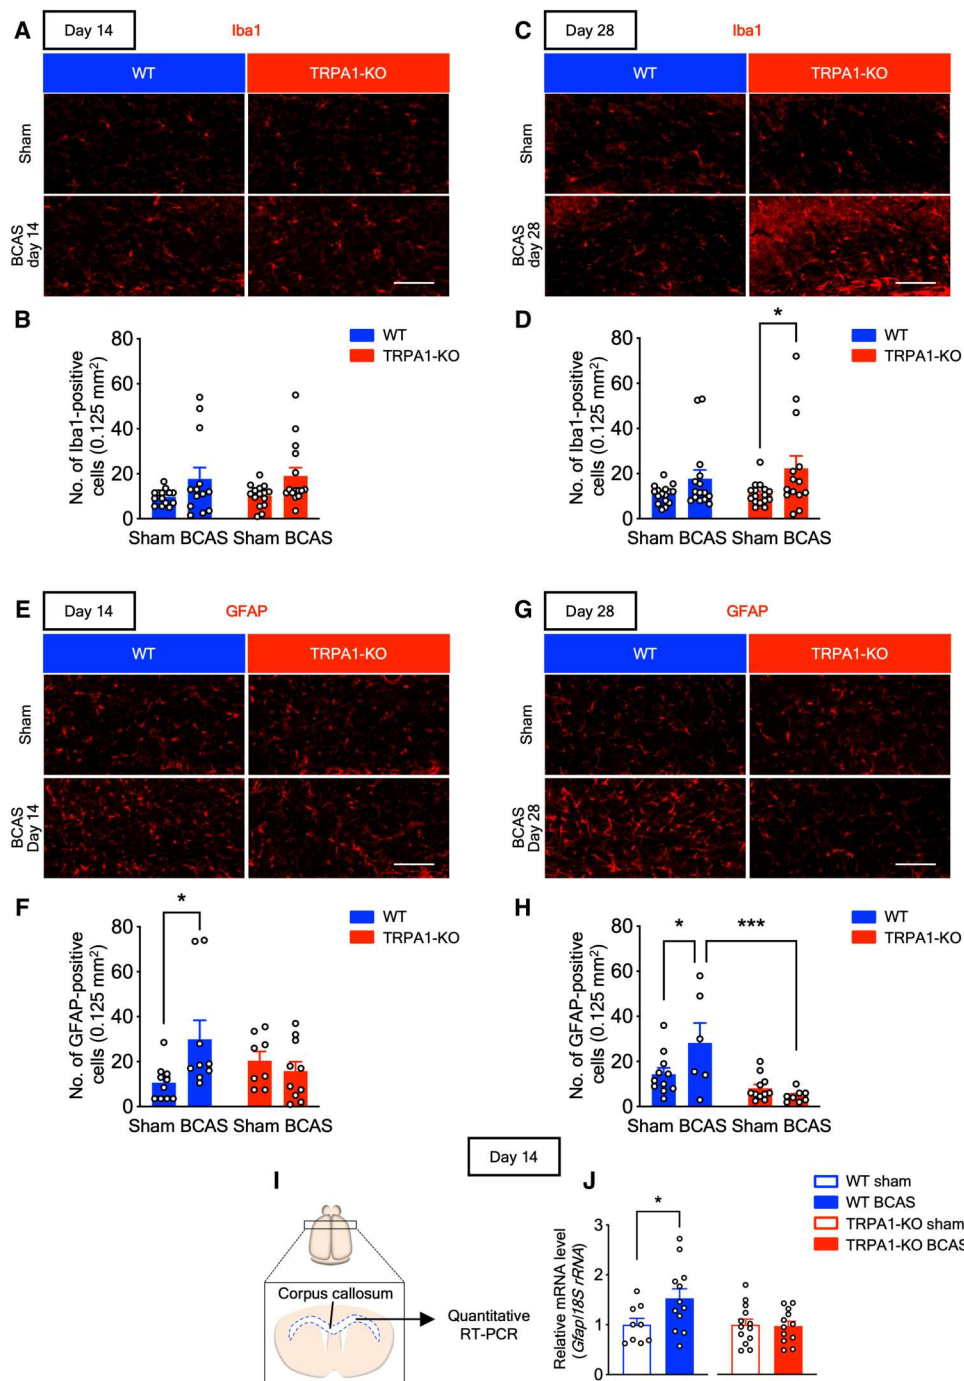 A
Day 14
Iba1
WT
TRPA1-KO
Sham
BCAS
day 14
C
Day 28
Iba1
WT
TRPA1-KO
Sham
BCAS
day 28
B
No. of Iba1-positive
cells (0.125 mm²)
80
60
40
20
0
Sham BCAS Sham BCAS
WT
TRPA1-KO
D
No. of Iba1-positive
cells (0.125 mm²)
80
60
40
20
0
*
Sham BCAS Sham BCAS
WT
TRPA1-KO
E
Day 14
GFAP
WT
TRPA1-KO
Sham
BCAS
Day 14
G
Day 28
GFAP
WT
TRPA1-KO
Sham
BCAS
Day 28
F
No. of GFAP-positive
cells (0.125 mm²)
80
60
40
20
0
*
Sham BCAS Sham BCAS
WT
TRPA1-KO
H
No. of GFAP-positive
cells (0.125 mm²)
80
60
40
20
0
* ***
Sham BCAS Sham BCAS
WT
TRPA1-KO
Day 14
I
Corpus callosum
Quantitative
RT-PCR
J
Relative mRNA level
(Gfap/18S rRNA)
3
2
1
0
*
WT sham
WT BCAS
TRPA1-KO sham
TRPA1-KO BCAS